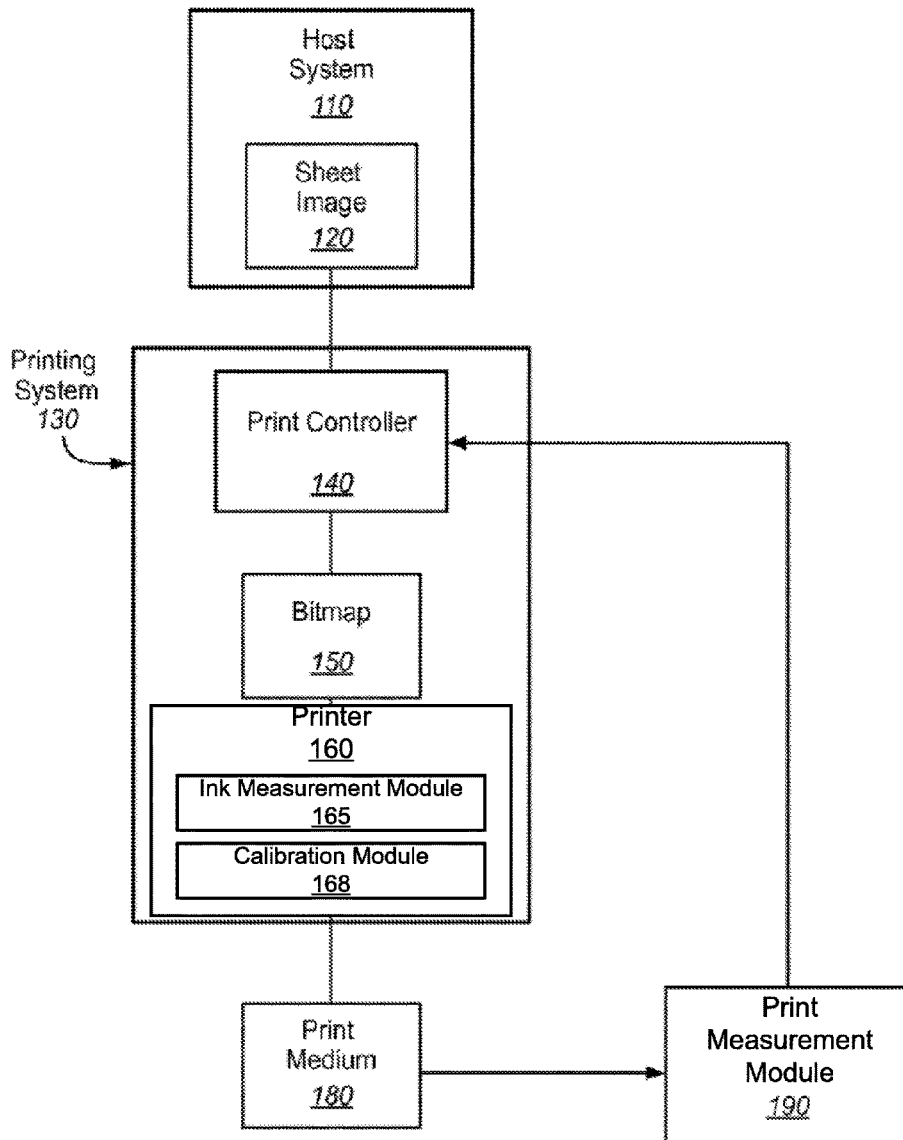 Host
System
110
Sheet
Image
120
Printing
System
130
Print Controller
140
Bitmap
150
Printer
160
Ink Measurement Module
165
Calibration Module
168
Print
Medium
180
Print
Measurement
Module
190